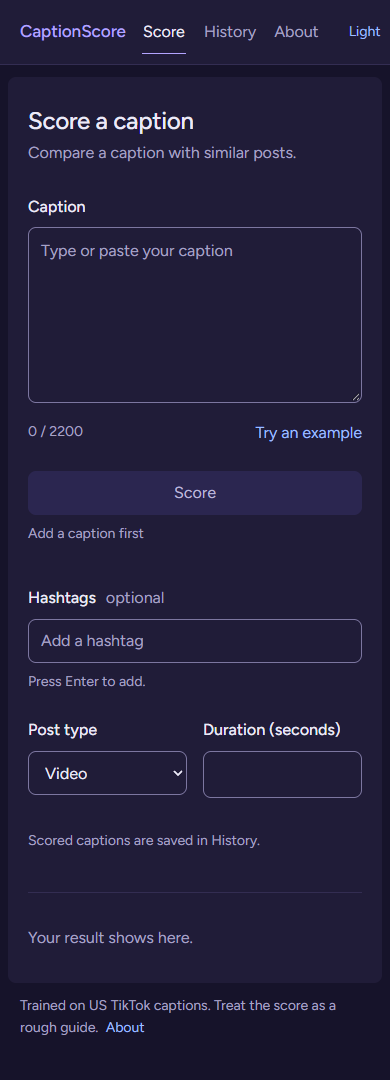 CaptionScore Score History About Light
Score a caption
Compare a caption with similar posts.
Caption
Type or paste your caption
0 / 2200 Try an example
Score
Add a caption first
Hashtags optional
Add a hashtag
Press Enter to add.
Post type Duration (seconds)
Video
Scored captions are saved in History.
Your result shows here.
Trained on US TikTok captions. Treat the score as a
rough guide. About